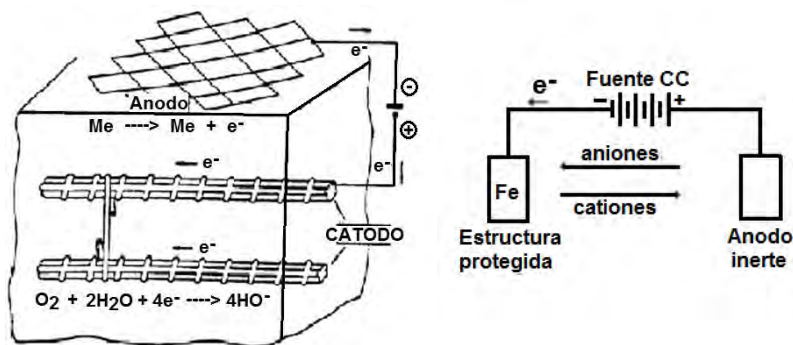 e⁻
Anodo
Me ----> Me + e⁻
e⁻
e⁻
CATODO
e⁻
O₂ + 2H₂O + 4e⁻ ----> 4HO⁻
Fuente CC
e⁻
− +
aniones
Fe
cationes
Estructura
protegida
Anodo
inerte